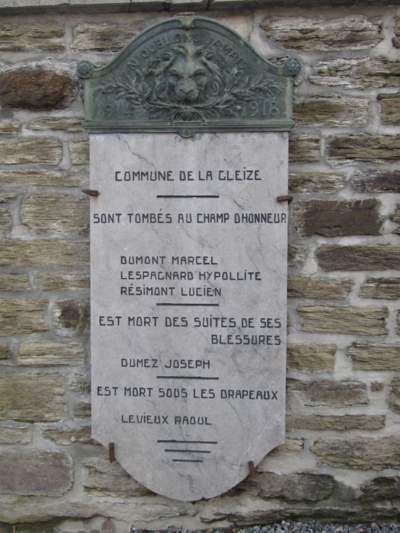 1914 1918
COMMUNE DE LA GLEIZE
SONT TOMBÉS AU CHAMP D'HONNEUR
DUMONT MARCEL
LESPAGNARD HYPOLLITE
RÉSIMONT LUCIEN
EST MORT DES SUITES DE SES
BLESSURES
DUMEZ JOSEPH
EST MORT SOUS LES DRAPEAUX
LEVIEUX RAOUL